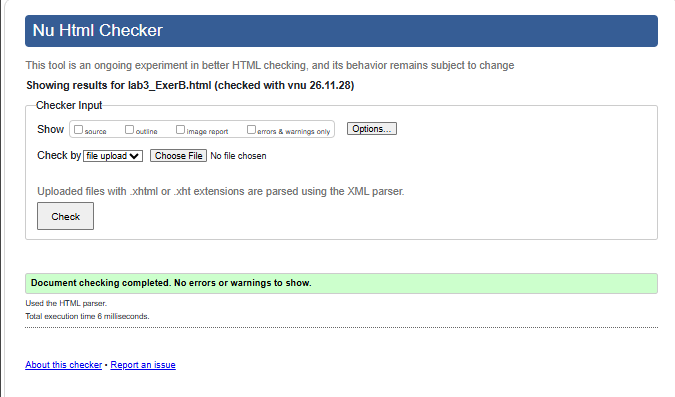 Nu Html Checker
This tool is an ongoing experiment in better HTML checking, and its behavior remains subject to change
Showing results for lab3_ExerB.html (checked with vnu 26.11.28)
Checker Input
Show source outline image report errors & warnings only Options...
Check by file upload Choose File No file chosen
Uploaded files with .xhtml or .xht extensions are parsed using the XML parser.
Check
Document checking completed. No errors or warnings to show.
Used the HTML parser.
Total execution time 6 milliseconds.
About this checker • Report an issue